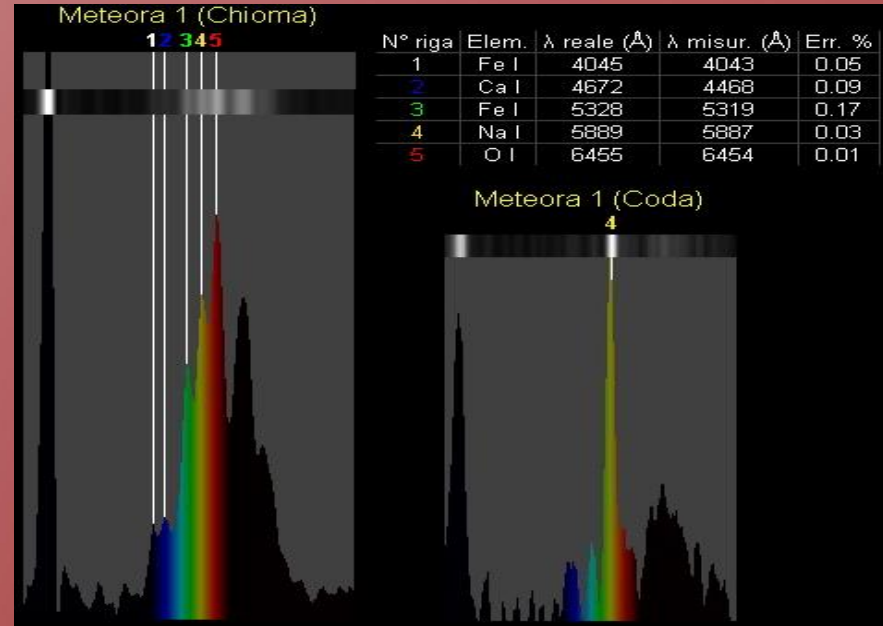 Meteora 1 (Chioma)
1 2 3 4 5
N° riga Elem. λ reale (Å) λ misur. (Å) Err. %
1 Fe I 4045 4043 0.05
2 Ca I 4672 4468 0.09
3 Fe I 5328 5319 0.17
4 Na I 5889 5887 0.03
5 O I 6455 6454 0.01
Meteora 1 (Coda)
4